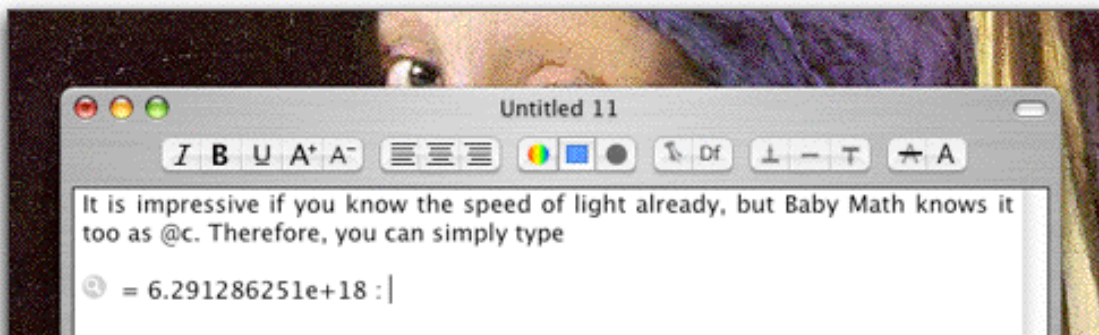 Untitled 11
I B U A+ A- Df A A
It is impressive if you know the speed of light already, but Baby Math knows it
too as @c. Therefore, you can simply type
= 6.291286251e+18 :